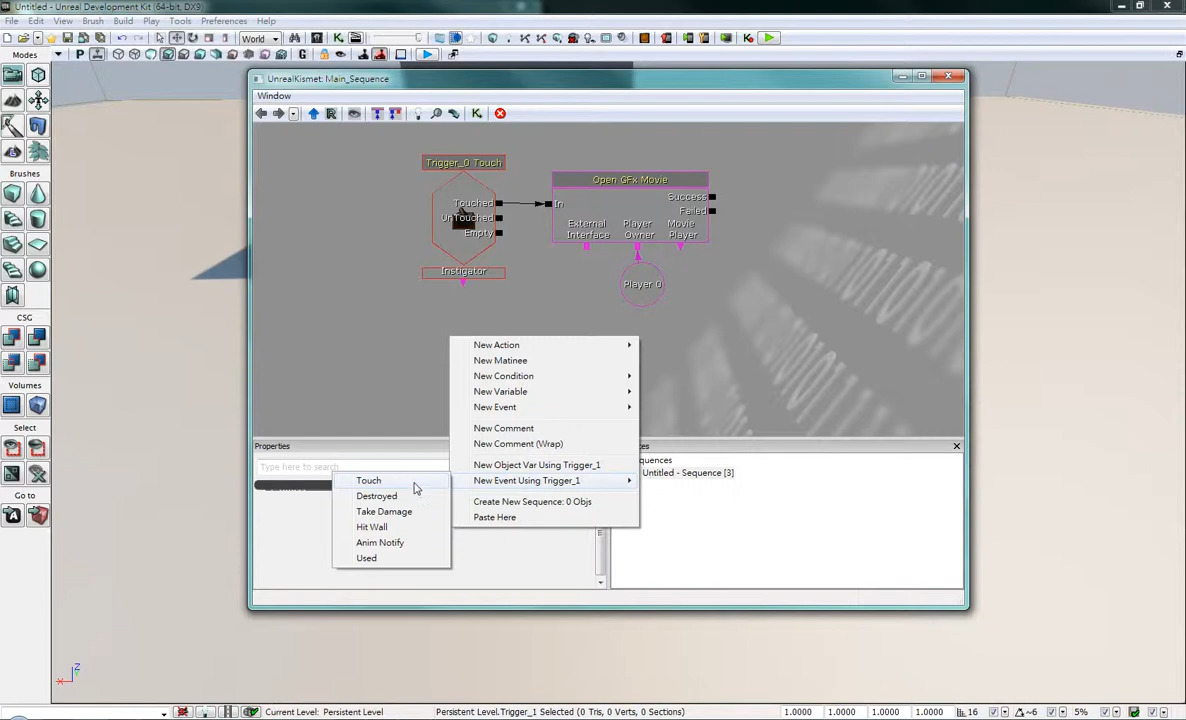 Untitled - Unreal Development Kit (64-bit, DX9)
File Edit View Brush Build Play Tools Preferences Help
World
P
G
Modes
Brushes
CSG
Volumes
Select
Go to
UnrealKismet: Main_Sequence
Window
R
Trigger_0 Touch
Touched
UnTouched
Empty
Instigator
Open GFx Movie
In
Success
Failed
External Interface
Player Owner
Movie Player
Player 0
New Action
New Matinee
New Condition
New Variable
New Event
New Comment
New Comment (Wrap)
New Object Var Using Trigger_1
New Event Using Trigger_1
Create New Sequence: 0 Objs
Paste Here
Touch
Destroyed
Take Damage
Hit Wall
Anim Notify
Used
Properties
Type here to search
Untitled - Sequence [3]
Z
X
Current Level: Persistent Level
Persistent Level.Trigger_1 Selected (0 Tris, 0 Verts, 0 Sections)
1.0000 1.0000 1.0000 1.0000 16 6 5%